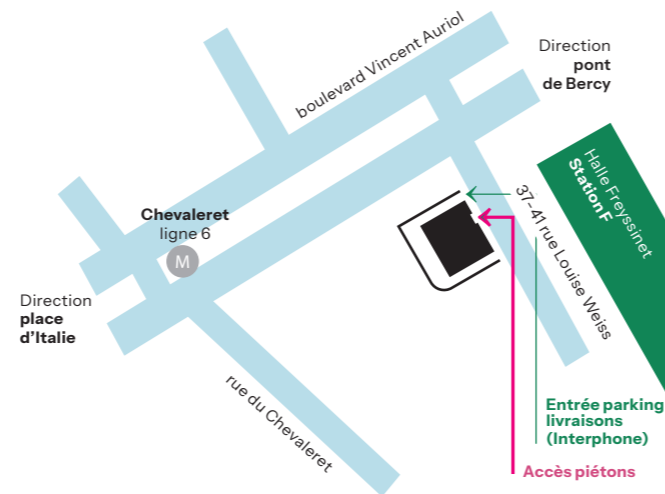 boulevard Vincent Auriol
Direction
pont
de Bercy
Halle Freyssinet
Station F
37-41 rue Louise Weiss
Chevaleret
ligne 6
M
Direction
place
d'Italie
rue du Chevaleret
Entrée parking
livraisons
(Interphone)
Accès piétons